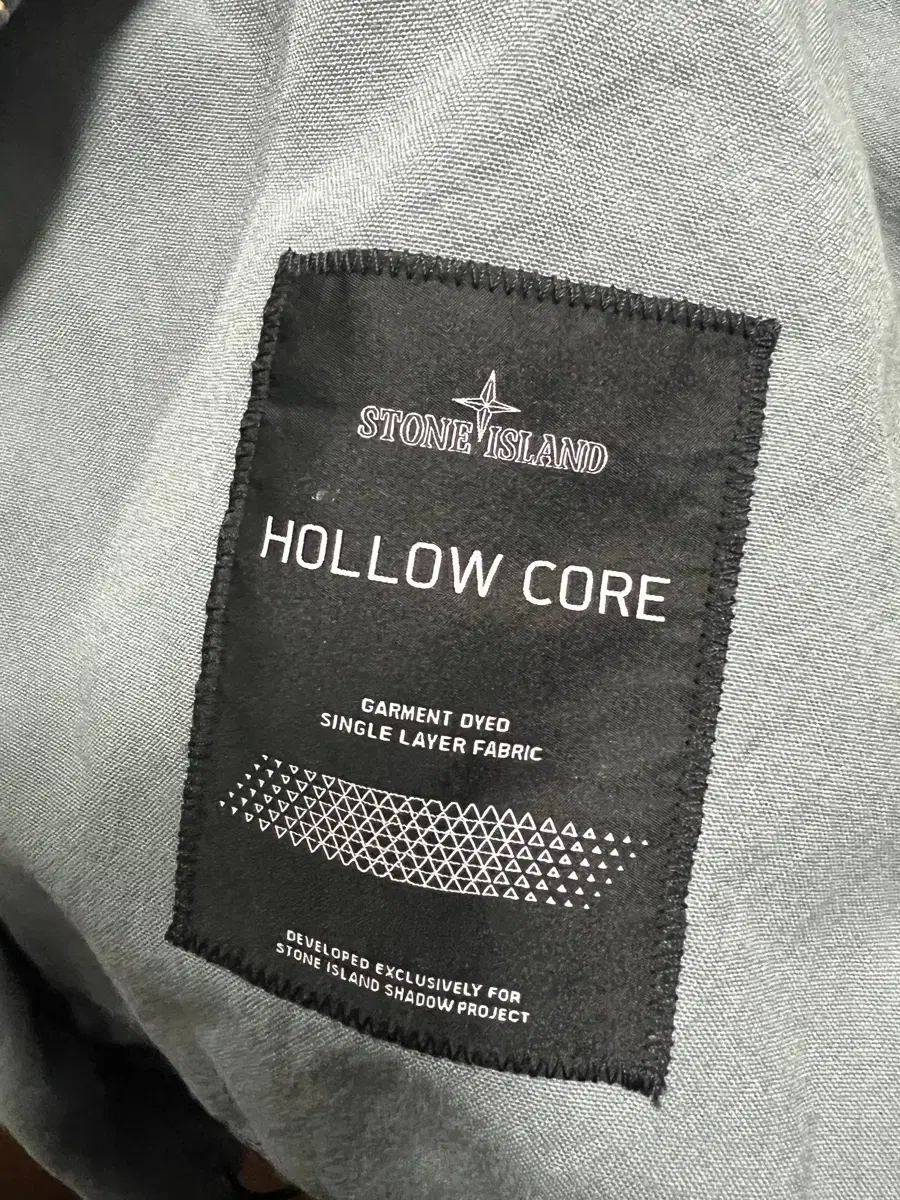 STONE ISLAND
HOLLOW CORE
GARMENT DYED
SINGLE LAYER FABRIC
DEVELOPED EXCLUSIVELY FOR
STONE ISLAND SHADOW PROJECT